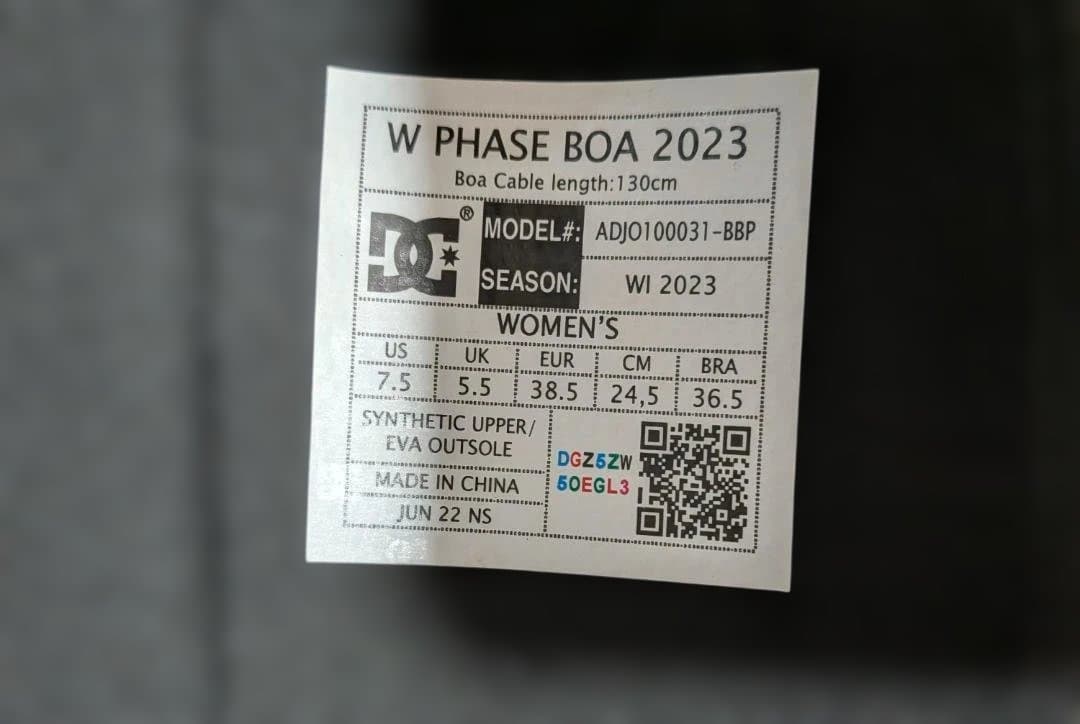 W PHASE BOA 2023
Boa Cable length:130cm
DC ®
MODEL#: ADJO100031-BBP
SEASON: WI 2023
WOMEN'S
US UK EUR CM BRA
7.5 5.5 38.5 24,5 36.5
SYNTHETIC UPPER/
EVA OUTSOLE
MADE IN CHINA
JUN 22 NS
DGZ5ZW
5OEGL3